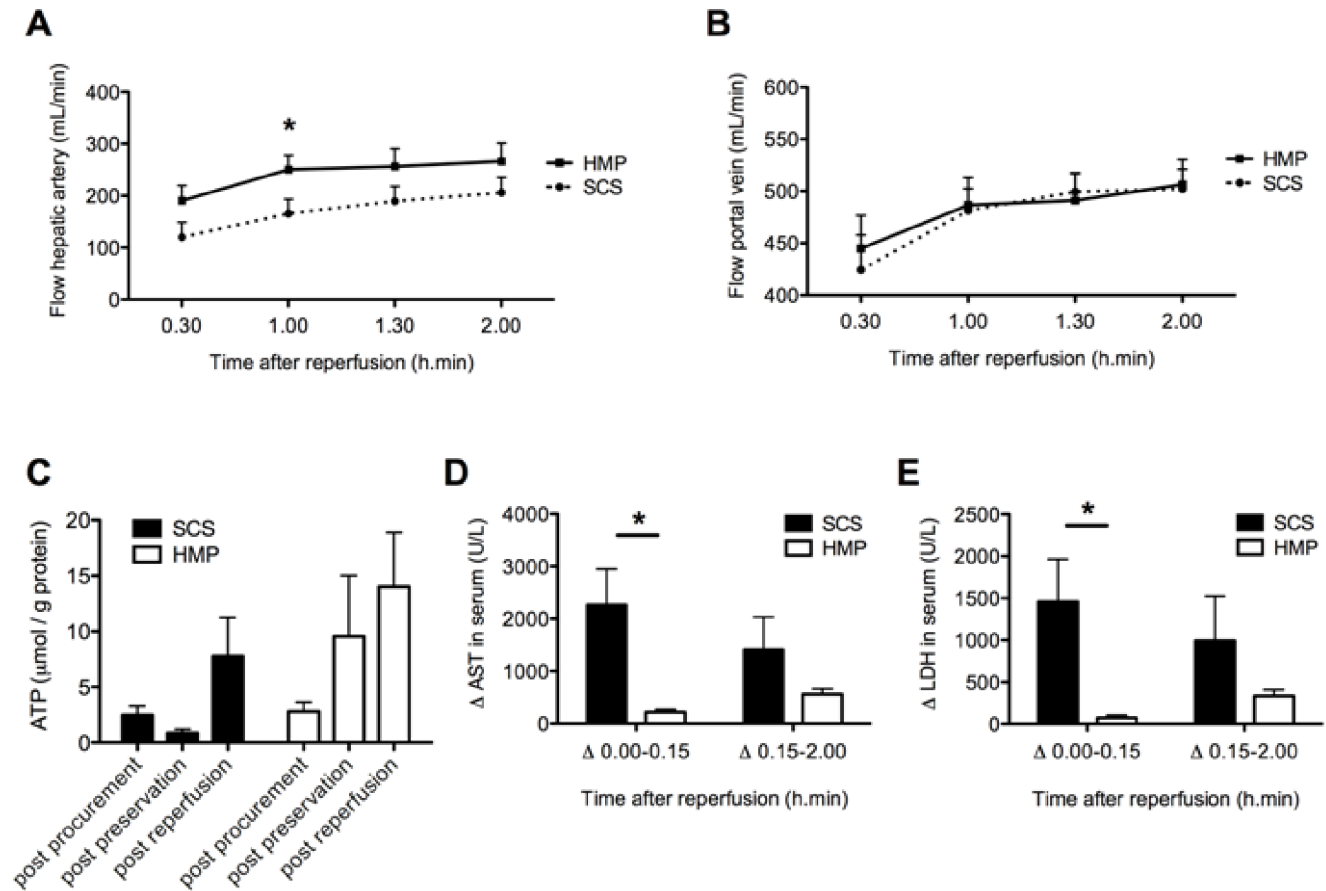 A
Flow hepatic artery (mL/min)
400
300
200
100
0
*
0.30 1.00 1.30 2.00
Time after reperfusion (h.min)
HMP
SCS
B
Flow portal vein (mL/min)
600
550
500
450
400
0.30 1.00 1.30 2.00
Time after reperfusion (h.min)
HMP
SCS
C
ATP (μmol / g protein)
20
15
10
5
0
SCS
HMP
post procurement
post preservation
post reperfusion
post procurement
post preservation
post reperfusion
D
Δ AST in serum (U/L)
4000
3000
2000
1000
0
*
SCS
HMP
Δ 0.00-0.15 Δ 0.15-2.00
Time after reperfusion (h.min)
E
Δ LDH in serum (U/L)
2500
2000
1500
1000
500
0
*
SCS
HMP
Δ 0.00-0.15 Δ 0.15-2.00
Time after reperfusion (h.min)